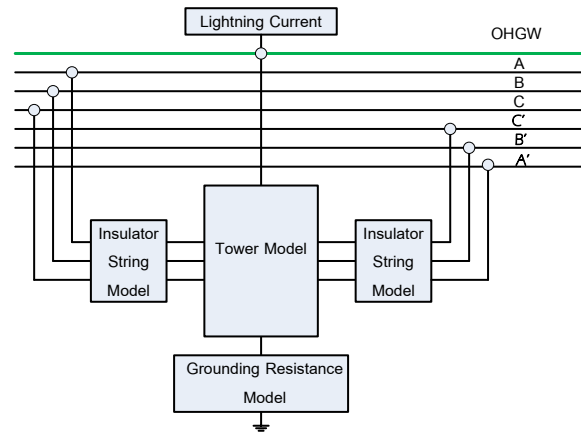 Lightning Current
OHGW
A
B
C
C'
B'
A'
Insulator
String
Model
Tower Model
Insulator
String
Model
Grounding Resistance
Model